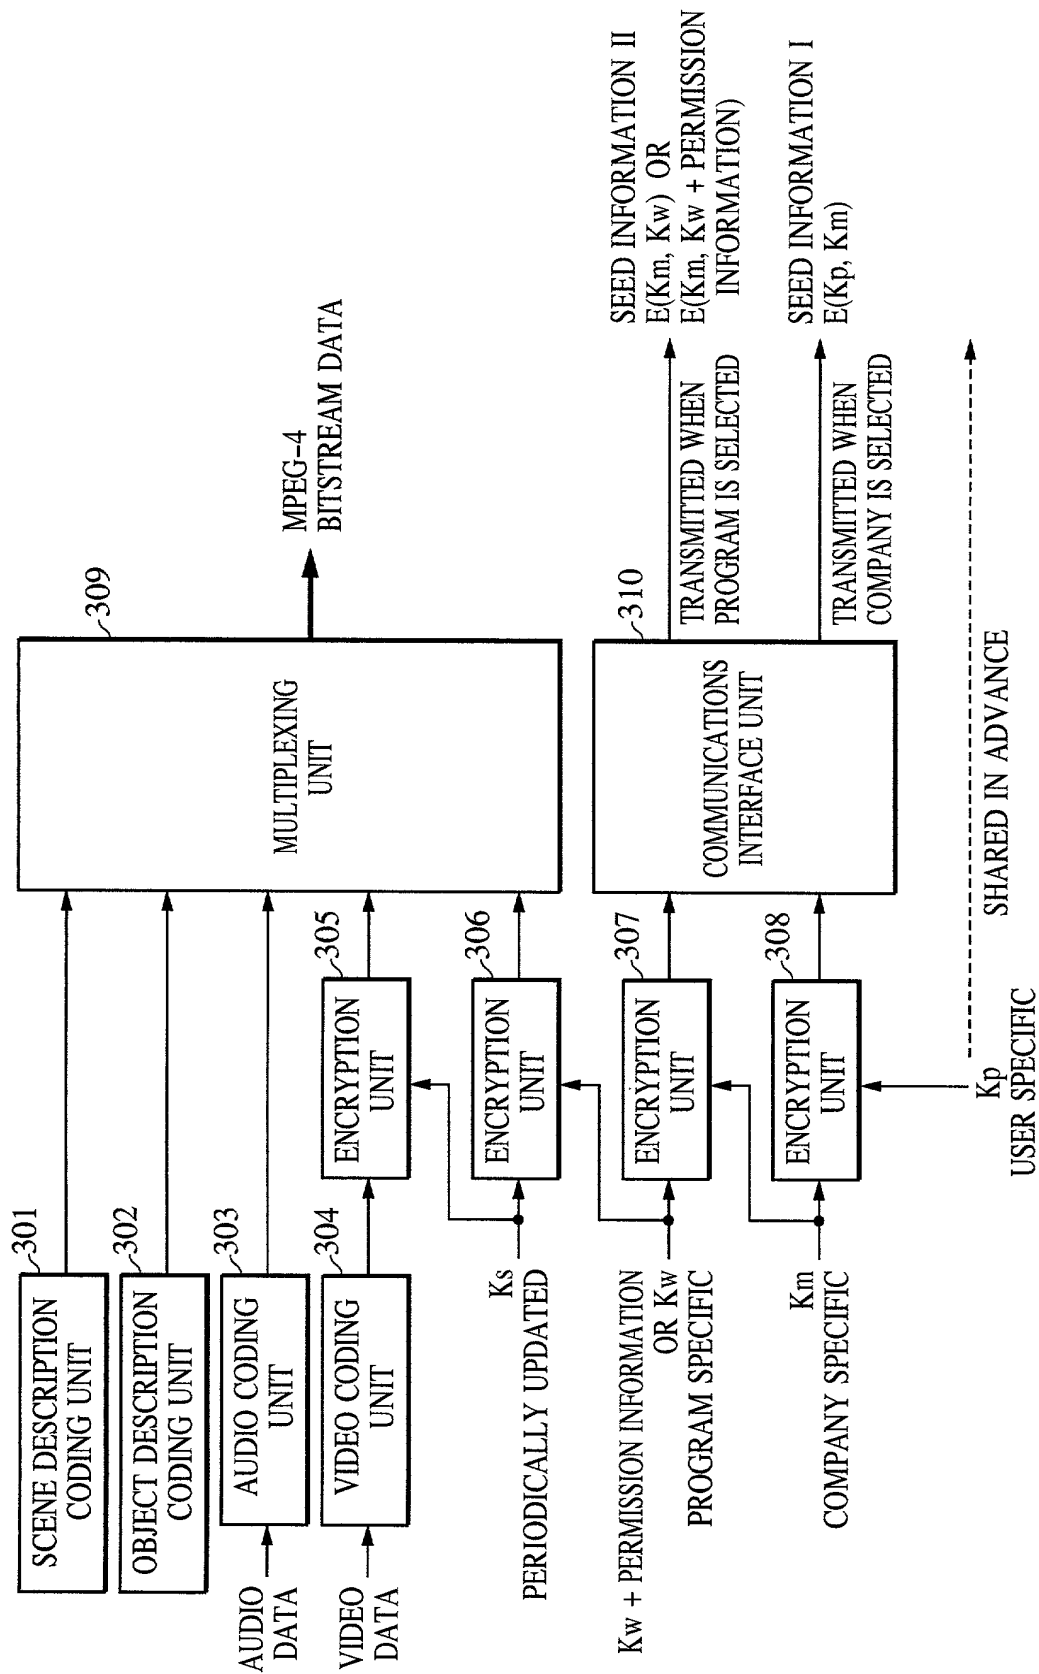 301
SCENE DESCRIPTION
CODING UNIT
302
OBJECT DESCRIPTION
CODING UNIT
AUDIO
DATA
303
AUDIO CODING
UNIT
VIDEO
DATA
304
VIDEO CODING
UNIT
305
ENCRYPTION
UNIT
Ks
PERIODICALLY UPDATED
306
ENCRYPTION
UNIT
Kw + PERMISSION INFORMATION
OR Kw
PROGRAM SPECIFIC
307
ENCRYPTION
UNIT
Km
COMPANY SPECIFIC
308
ENCRYPTION
UNIT
Kp
USER SPECIFIC
309
MULTIPLEXING
UNIT
MPEG-4
BITSTREAM DATA
310
COMMUNICATIONS
INTERFACE UNIT
TRANSMITTED WHEN
PROGRAM IS SELECTED
SEED INFORMATION II
E(Km, Kw) OR
E(Km, Kw + PERMISSION
INFORMATION)
TRANSMITTED WHEN
COMPANY IS SELECTED
SEED INFORMATION I
E(Kp, Km)
SHARED IN ADVANCE